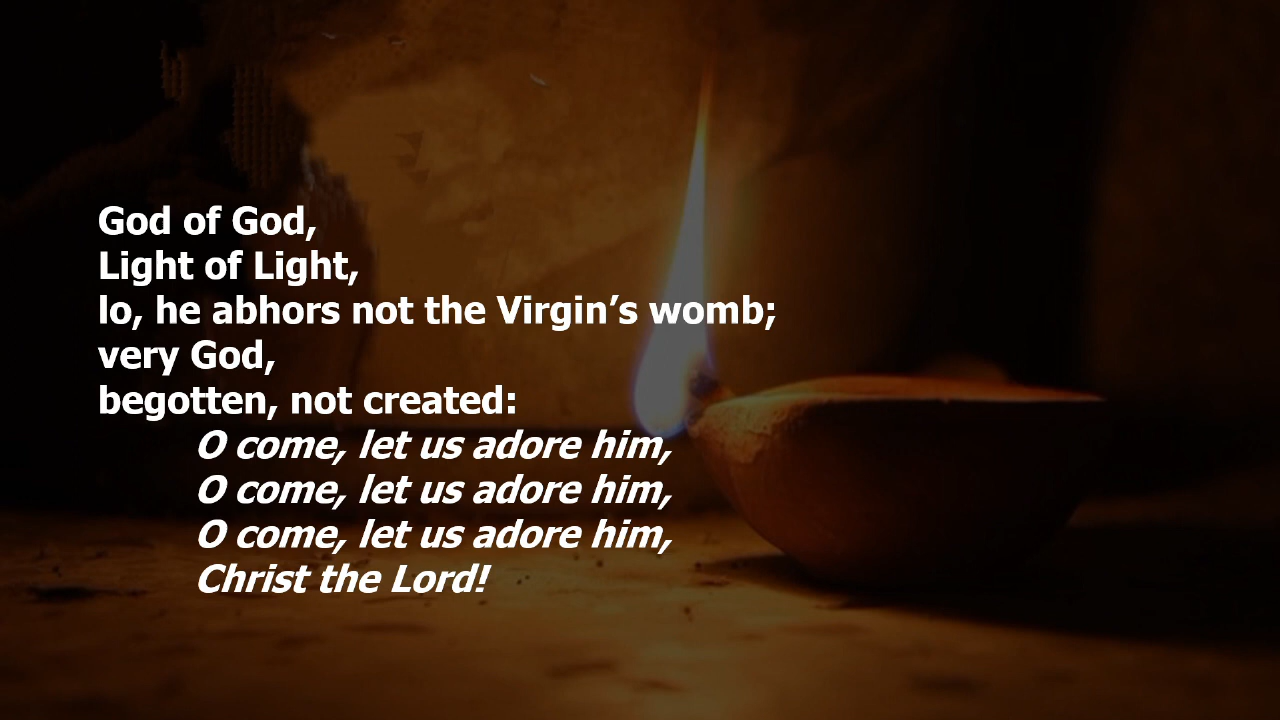 God of God,
Light of Light,
lo, he abhors not the Virgin’s womb;
very God,
begotten, not created:
O come, let us adore him,
O come, let us adore him,
O come, let us adore him,
Christ the Lord!